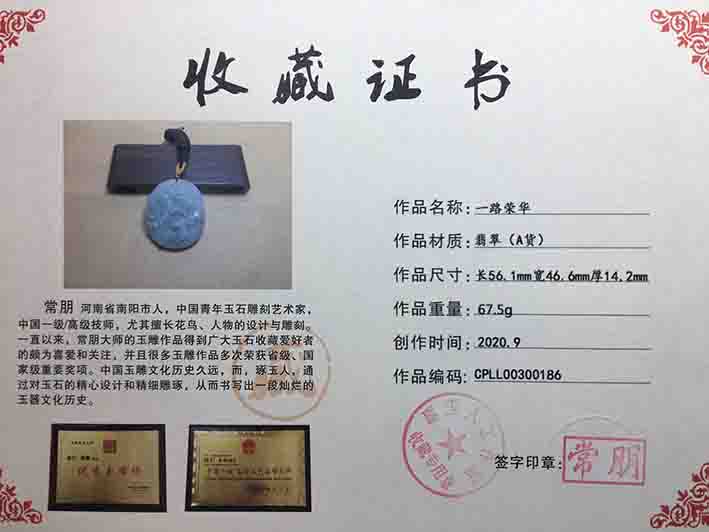 收藏证书
作品名称:一路荣华
作品材质:翡翠（A货）
作品尺寸:长56.1mm宽46.6mm厚14.2mm
作品重量:67.5g
创作时间:2020.9
作品编码:CPLL00300186
常朋 河南省南阳市人，中国青年玉石雕刻艺术家，
中国一级/高级技师，尤其擅长花鸟、人物的设计与雕刻。
一直以来，常朋大师的玉雕作品得到广大玉石收藏爱好者
的颇为喜爱和关注，并且很多玉雕作品多次荣获省级、国
家级重要奖项。中国玉雕文化历史久远，而，琢玉人，通
过对玉石的精心设计和精细雕琢，从而书写出一段灿烂的
玉器文化历史。
收藏专用章
签字印章:
常朋